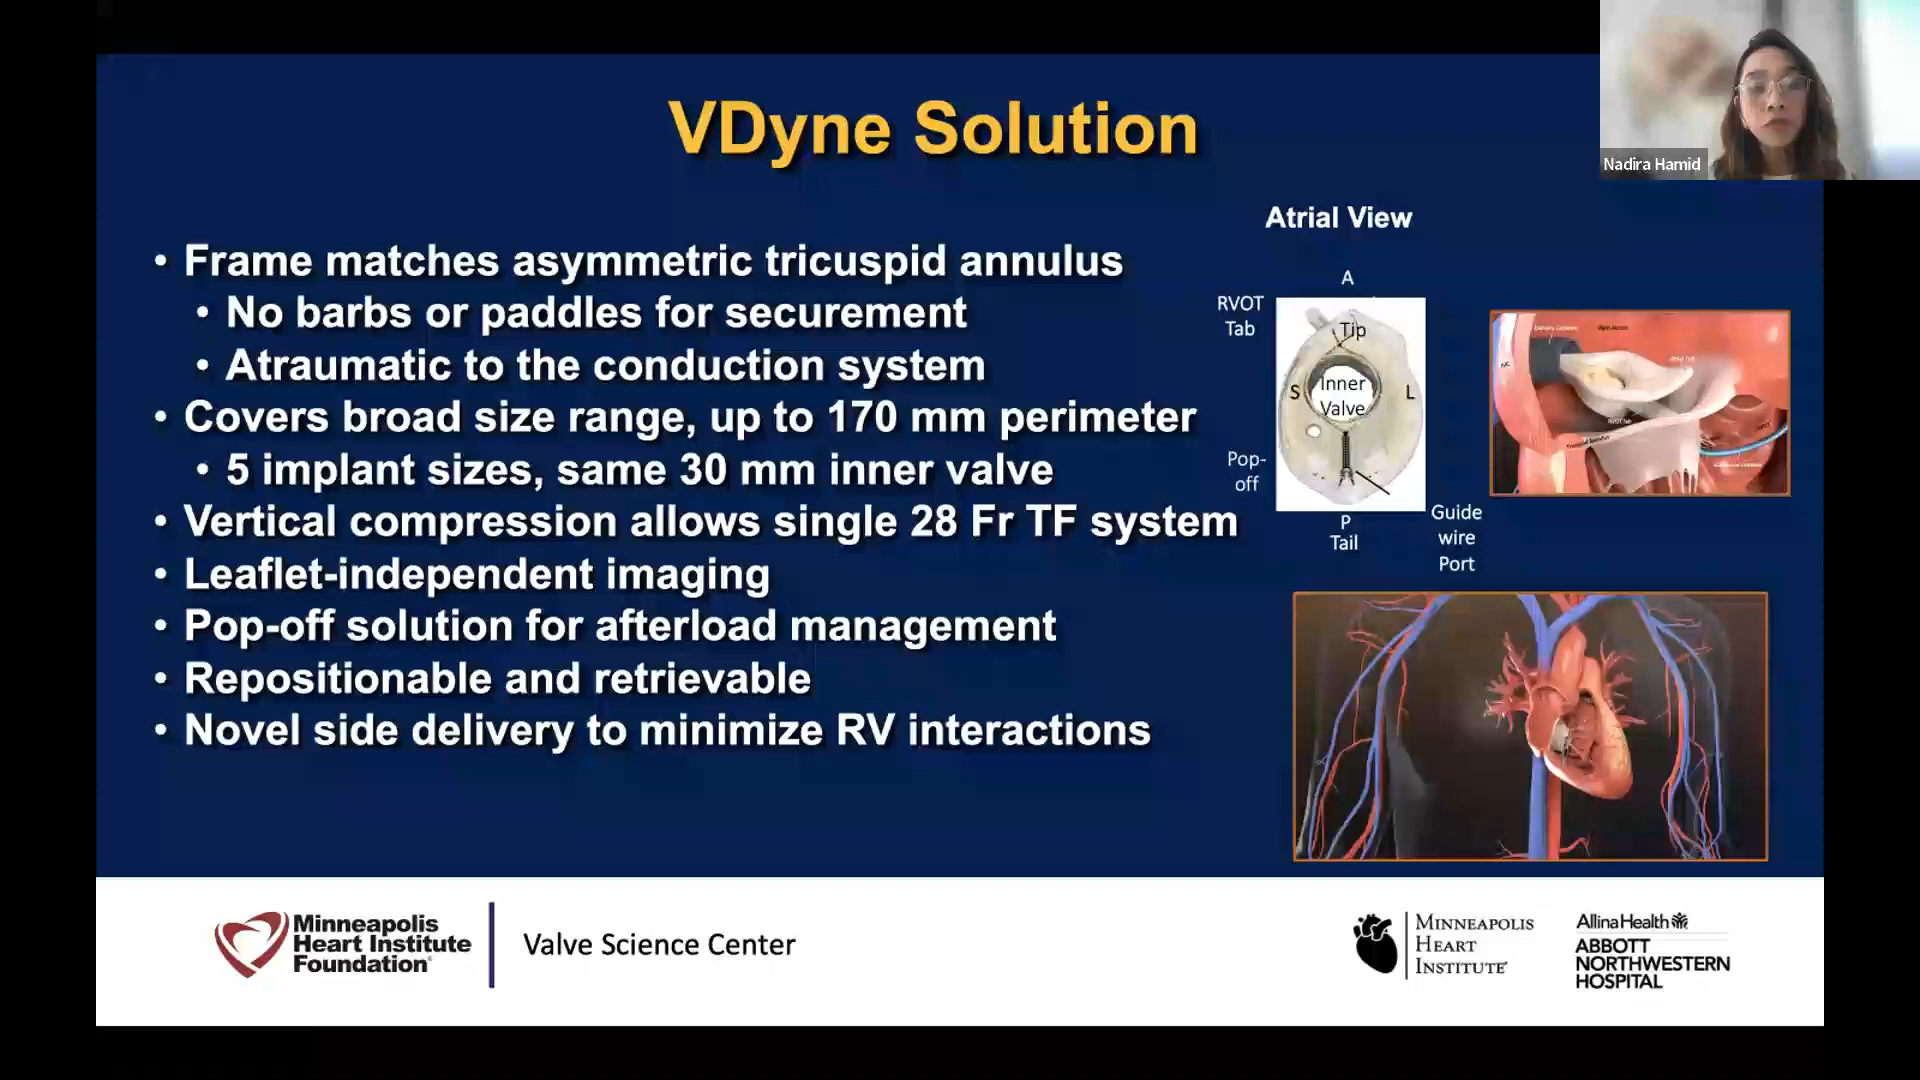 VDyne Solution
Nadira Hamid
• Frame matches asymmetric tricuspid annulus
• No barbs or paddles for securement
• Atraumatic to the conduction system
• Covers broad size range, up to 170 mm perimeter
• 5 implant sizes, same 30 mm inner valve
• Vertical compression allows single 28 Fr TF system
• Leaflet-independent imaging
• Pop-off solution for afterload management
• Repositionable and retrievable
• Novel side delivery to minimize RV interactions
Atrial View
A
RVOT
Tab
Tip
S
Inner
Valve
L
Pop-
off
P
Tail
Guide
wire
Port
Minneapolis
Heart Institute
Foundation
Valve Science Center
MINNEAPOLIS
HEART
INSTITUTE
AllinaHealth
ABBOTT
NORTHWESTERN
HOSPITAL